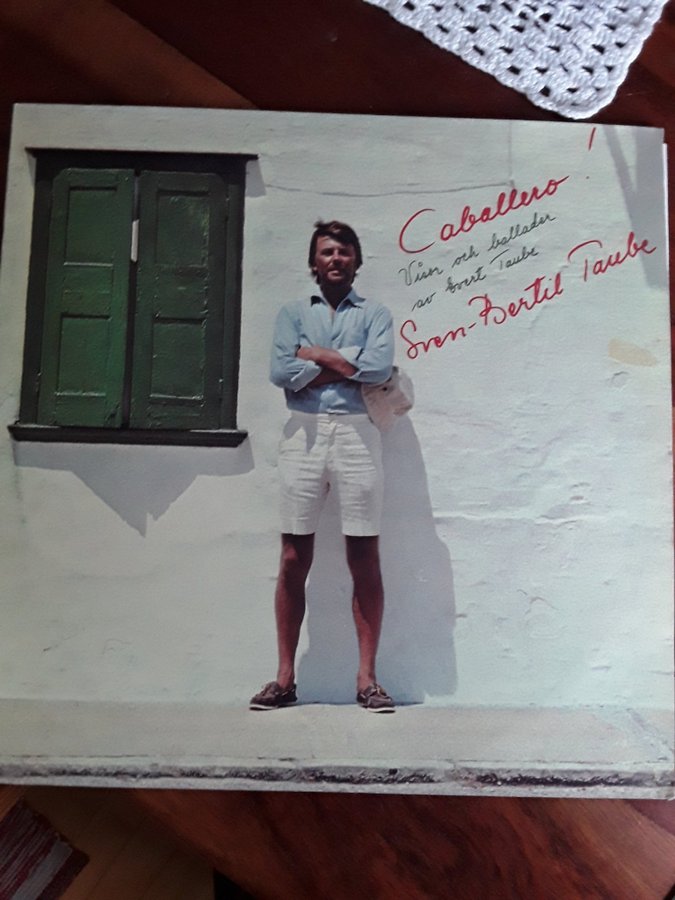 Caballero!
Visor och ballader
av Evert Taube
Sven-Bertil Taube